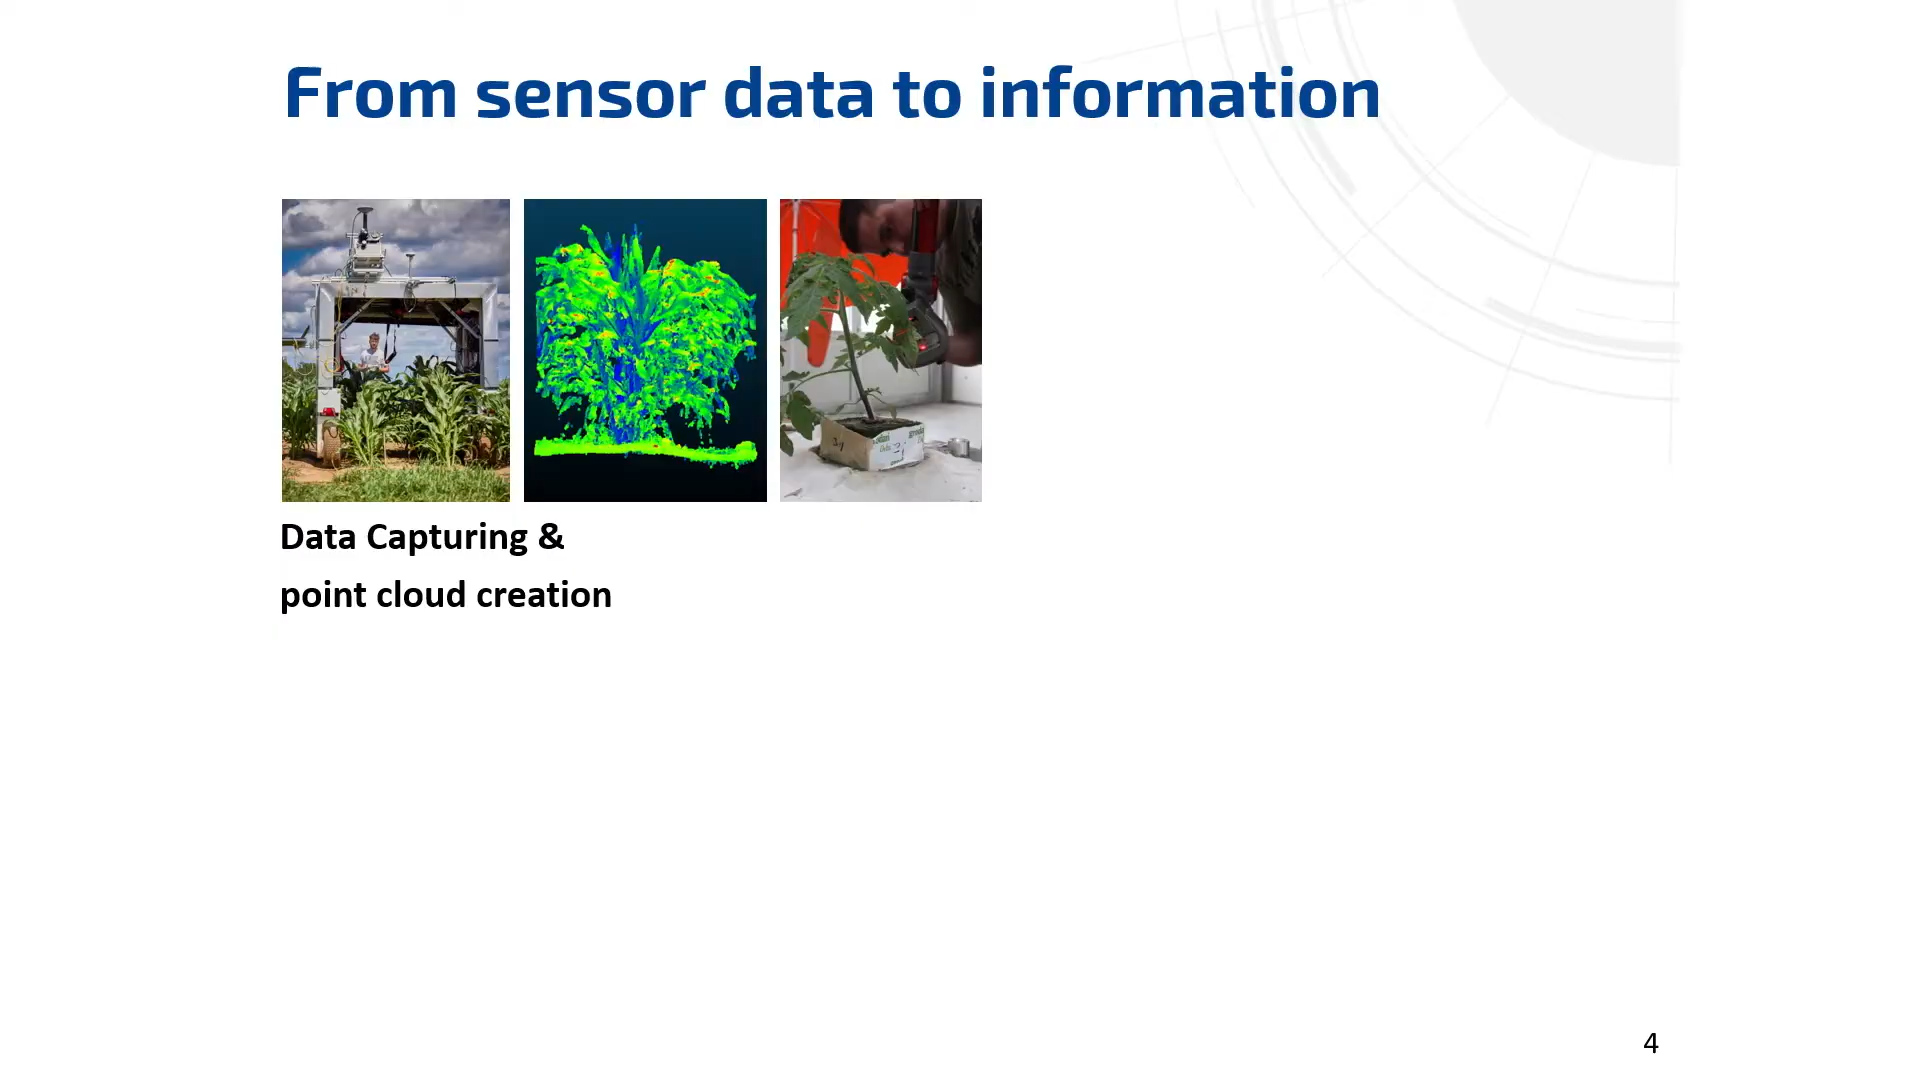 From sensor data to information
Data Capturing &
point cloud creation
4